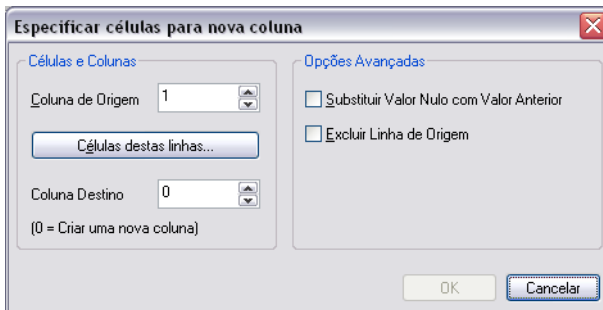 Especificar células para nova coluna
Células e Colunas
Coluna de Origem 1
Células destas linhas...
Coluna Destino 0
(0 = Criar uma nova coluna)
Opções Avançadas
Substituir Valor Nulo com Valor Anterior
Excluir Linha de Origem
OK Cancelar